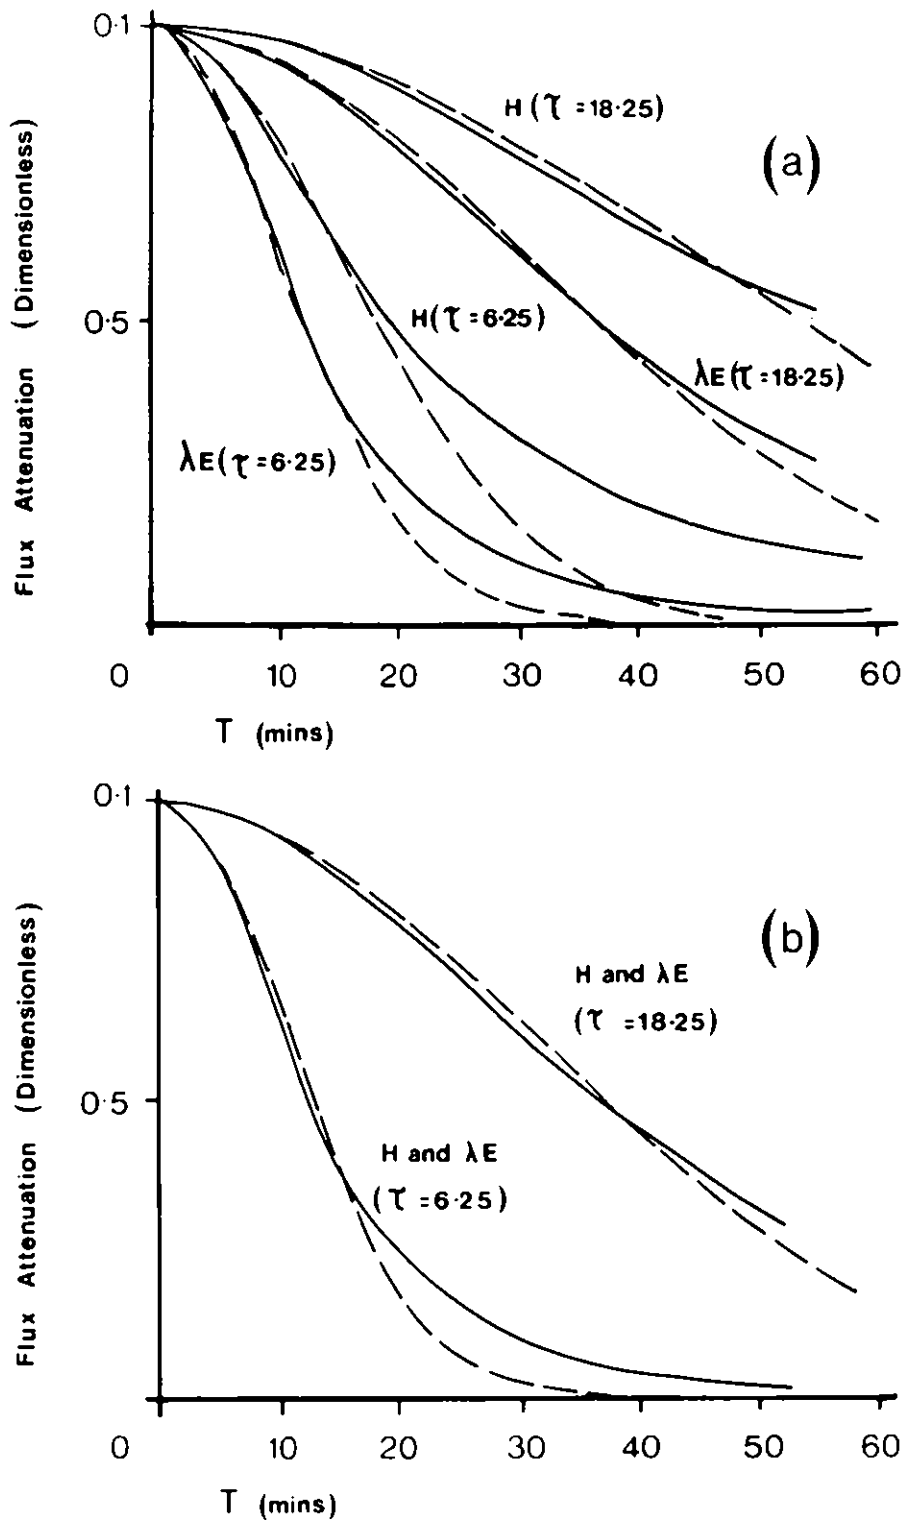 0·1
H(τ=18·25)
(a)
Flux Attenuation (Dimensionless)
0·5
H(τ=6·25)
λE(τ=18·25)
λE(τ=6·25)
0 10 20 30 40 50 60
T (mins)
0·1
(b)
Flux Attenuation (Dimensionless)
H and λE
(τ =18·25)
0·5
H and λE
(τ =6·25)
0 10 20 30 40 50 60
T (mins)